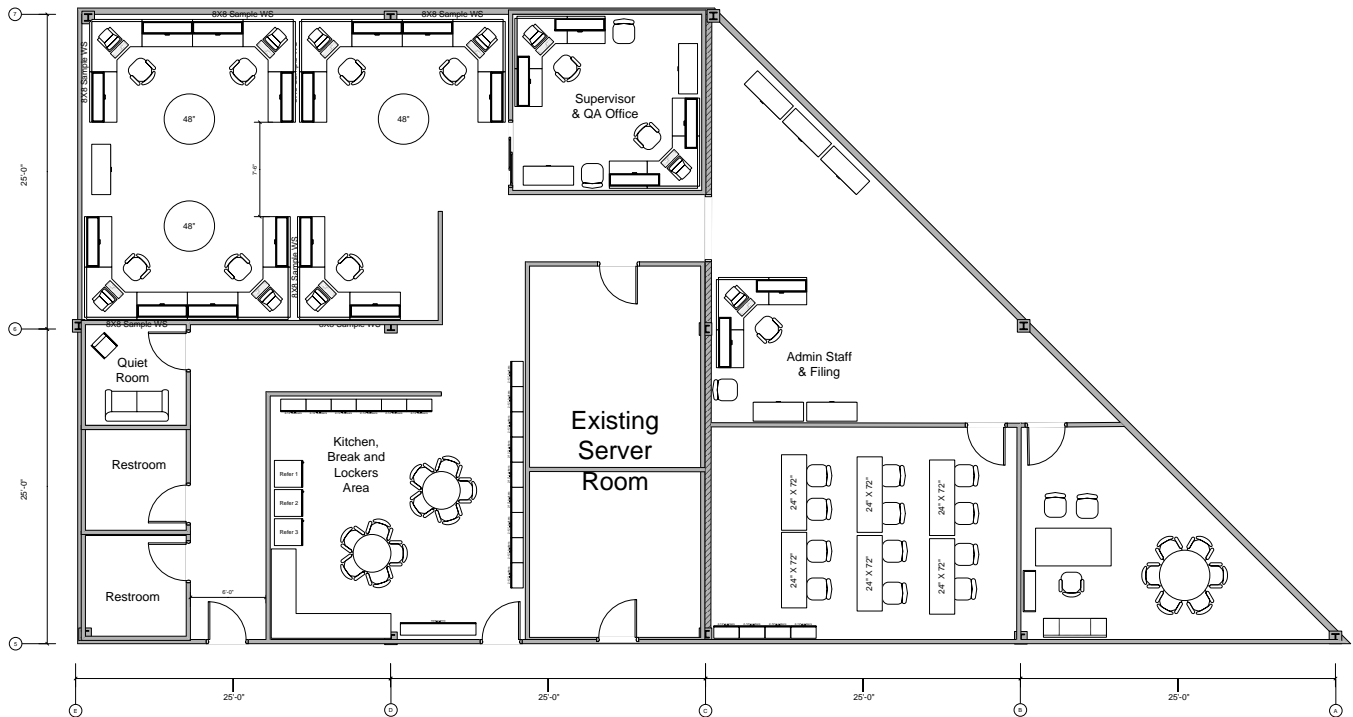 7
8X8 Sample WS
8X8 Sample WS
8X8 Sample WS
48"
48"
Supervisor
& QA Office
25'-0"
7'-6"
48"
8X8 Sample WS
6
8X8 Sample WS
8X8 Sample WS
Quiet
Room
Admin Staff
& Filing
Existing
Server
Room
Kitchen,
Break and
Lockers
Area
Restroom
Refer 1
Refer 2
Refer 3
24" X 72"
24" X 72"
24" X 72"
25'-0"
24" X 72"
24" X 72"
24" X 72"
Restroom
6'-0"
5
25'-0"
25'-0"
25'-0"
25'-0"
E
D
C
B
A